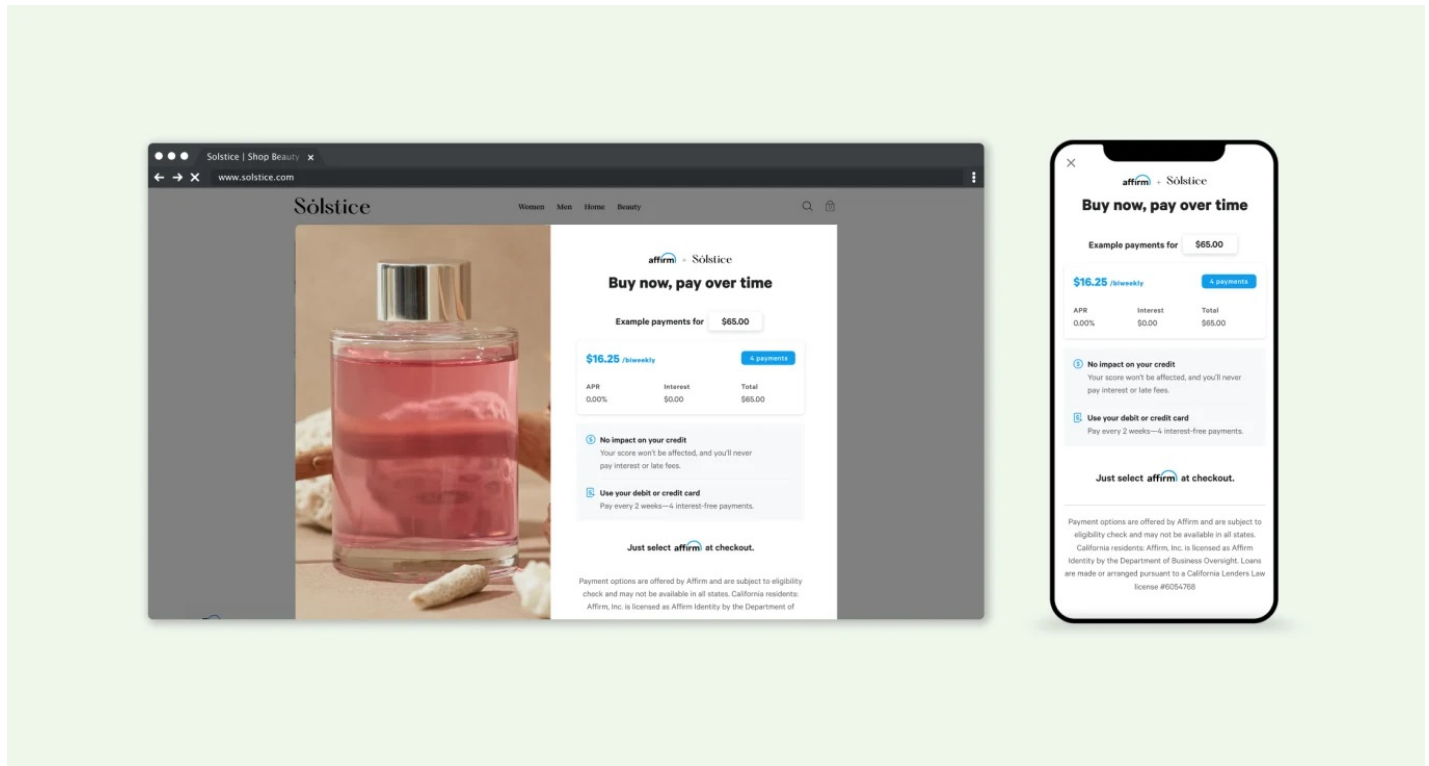 Solstice | Shop Beauty
www.solstice.com
Sólstice
Women Men Home Beauty
affirm + Sólstice
Buy now, pay over time
Example payments for $65.00
$16.25 /biweekly 4 payments
APR Interest Total
0.00% $0.00 $65.00
No impact on your credit
Your score won't be affected, and you'll never
pay interest or late fees.
Use your debit or credit card
Pay every 2 weeks—4 interest-free payments.
Just select affirm at checkout.
Payment options are offered by Affirm and are subject to eligibility
check and may not be available in all states. California residents:
Affirm, Inc. is licensed as Affirm Identity by the Department of
affirm + Sólstice
Buy now, pay over time
Example payments for $65.00
$16.25 /biweekly 4 payments
APR Interest Total
0.00% $0.00 $65.00
No impact on your credit
Your score won't be affected, and you'll never
pay interest or late fees.
Use your debit or credit card
Pay every 2 weeks—4 interest-free payments.
Just select affirm at checkout.
Payment options are offered by Affirm and are subject to
eligibility check and may not be available in all states.
California residents: Affirm, Inc. is licensed as Affirm
Identity by the Department of Business Oversight. Loans
are made or arranged pursuant to a California Lenders Law
license #6054768